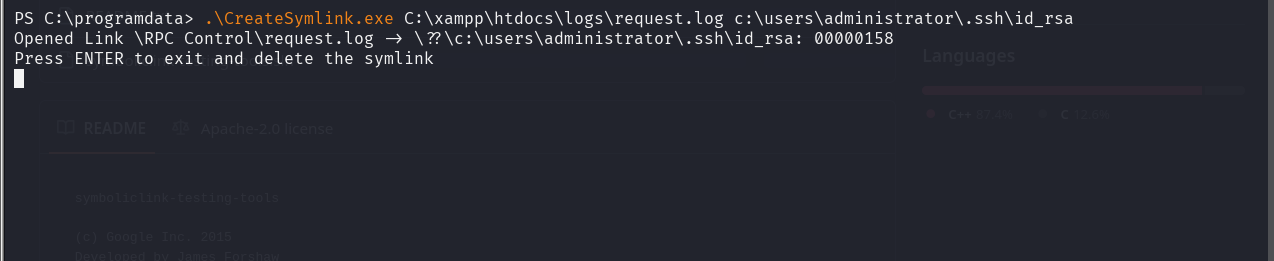 PS C:\programdata> .\CreateSymlink.exe C:\xampp\htdocs\logs\request.log c:\users\administrator\.ssh\id_rsa
Opened Link \RPC Control\request.log -> \??\c:\users\administrator\.ssh\id_rsa: 00000158
Press ENTER to exit and delete the symlink
Languages
README
Apache-2.0 license
C++ 87.4%
C 12.6%
symboliclink-testing-tools
(c) Google Inc. 2015
Developed by James Forshaw